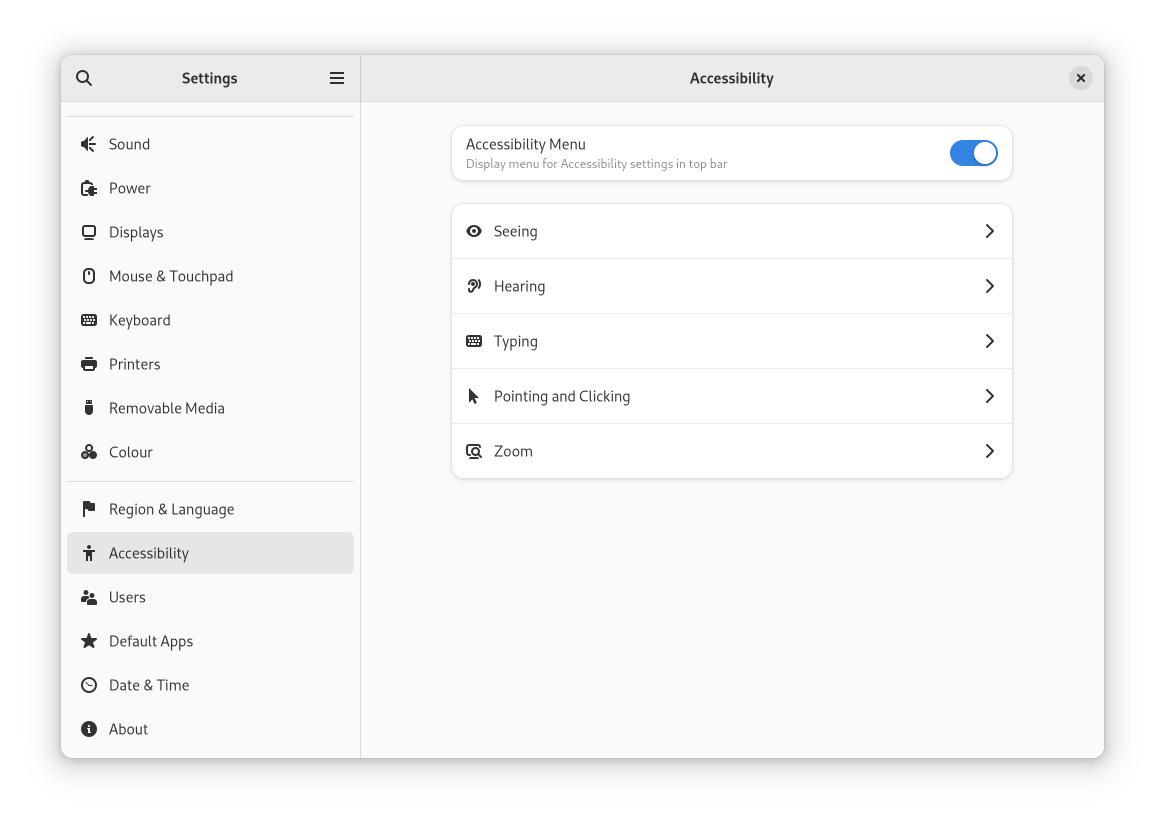 Settings
Sound
Power
Displays
Mouse & Touchpad
Keyboard
Printers
Removable Media
Colour
Region & Language
Accessibility
Users
Default Apps
Date & Time
About
Accessibility
Accessibility Menu
Display menu for Accessibility settings in top bar
Seeing
Hearing
Typing
Pointing and Clicking
Zoom